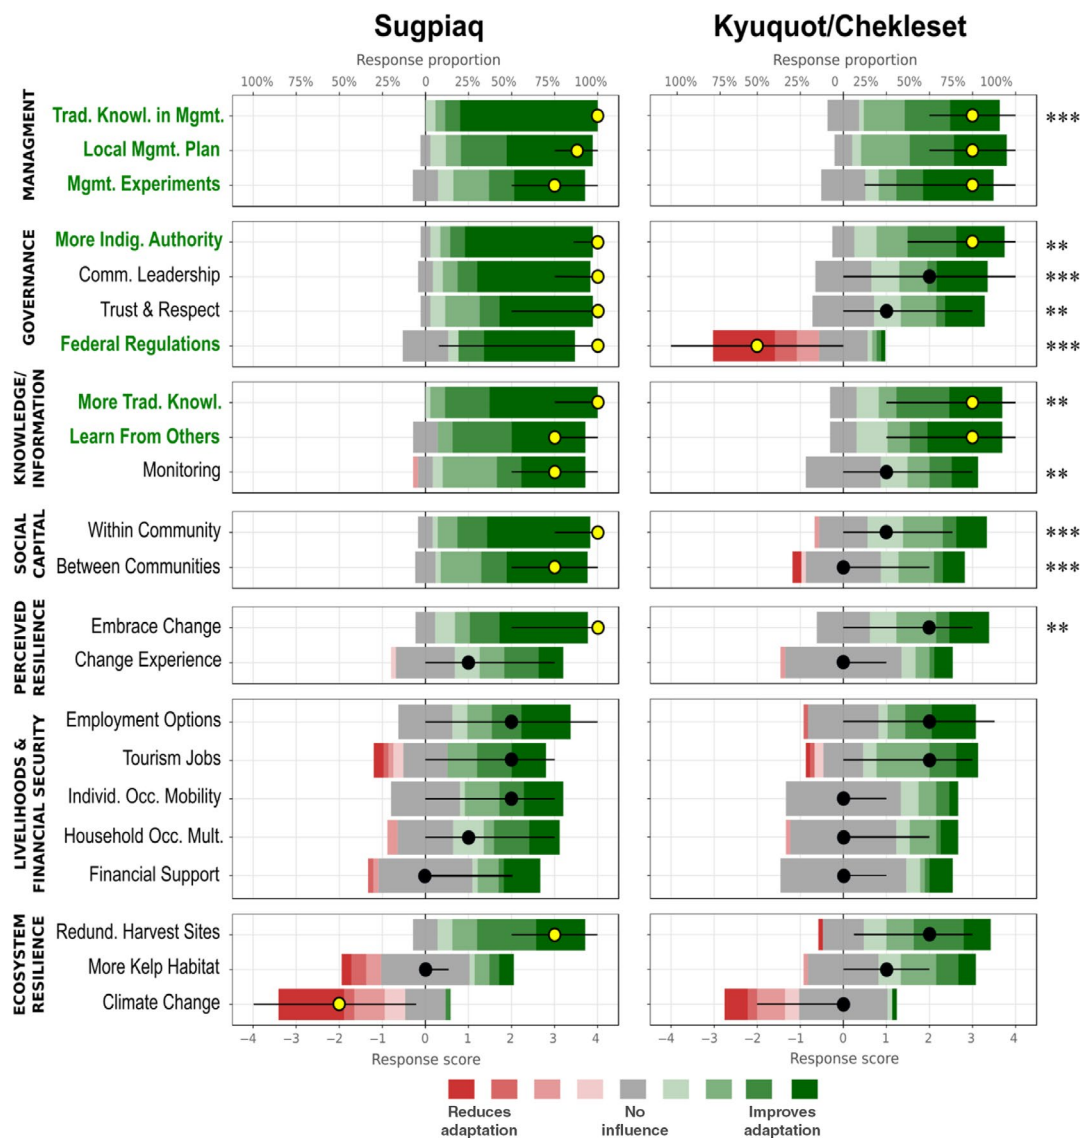 Sugpiaq
Kyuquot/Chekleset
Response proportion
Response proportion
100% 75% 50% 25% 0 25% 50% 75% 100%
100% 75% 50% 25% 0 25% 50% 75% 100%
MANAGMENT
Trad. Knowl. in Mgmt.
***
Local Mgmt. Plan
Mgmt. Experiments
GOVERNANCE
More Indig. Authority
**
Comm. Leadership
***
Trust & Respect
**
Federal Regulations
***
KNOWLEDGE/
INFORMATION
More Trad. Knowl.
**
Learn From Others
Monitoring
**
SOCIAL
CAPITAL
Within Community
***
Between Communities
***
PERCEIVED
RESILIENCE
Embrace Change
**
Change Experience
LIVELIHOODS &
FINANCIAL SECURITY
Employment Options
Tourism Jobs
Individ. Occ. Mobility
Household Occ. Mult.
Financial Support
ECOSYSTEM
RESILIENCE
Redund. Harvest Sites
More Kelp Habitat
Climate Change
−4 −3 −2 −1 0 1 2 3 4
−4 −3 −2 −1 0 1 2 3 4
Response score
Response score
Reduces
adaptation
No
influence
Improves
adaptation